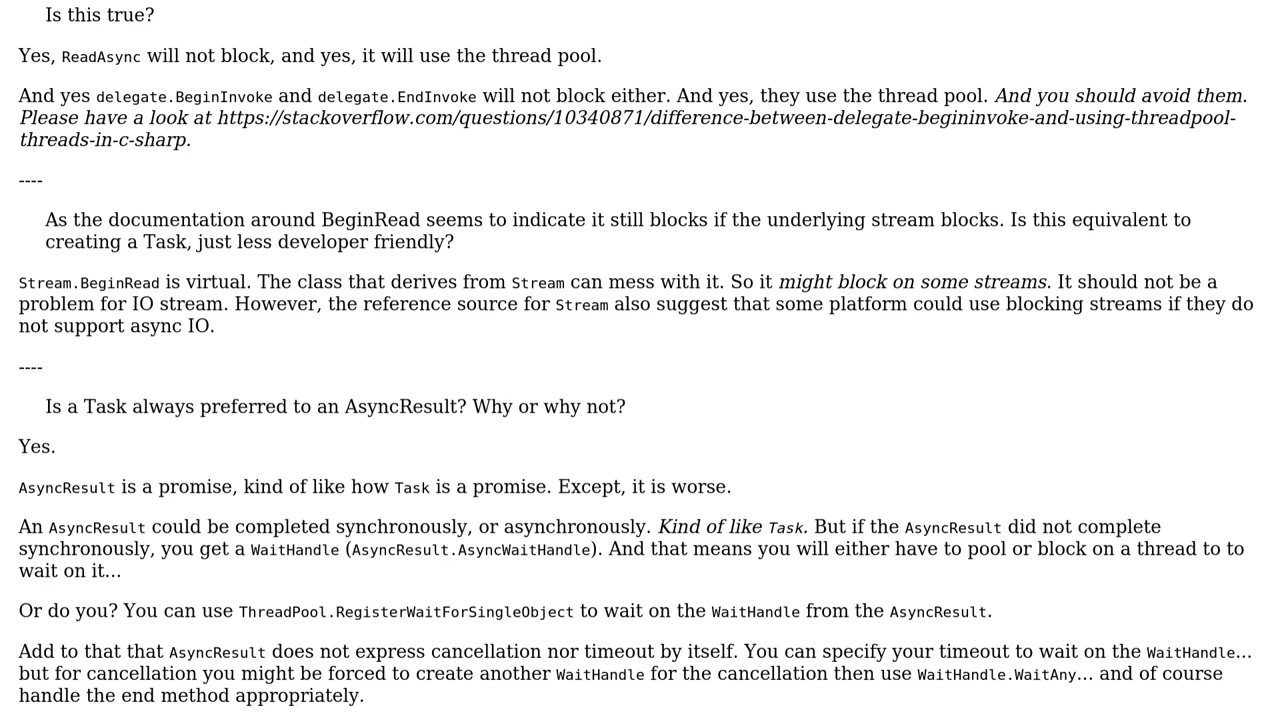 Is this true?
Yes, ReadAsync will not block, and yes, it will use the thread pool.
And yes delegate.BeginInvoke and delegate.EndInvoke will not block either. And yes, they use the thread pool. And you should avoid them.
Please have a look at https://stackoverflow.com/questions/10340871/difference-between-delegate-begininvoke-and-using-threadpool-
threads-in-c-sharp.
----
As the documentation around BeginRead seems to indicate it still blocks if the underlying stream blocks. Is this equivalent to
creating a Task, just less developer friendly?
Stream.BeginRead is virtual. The class that derives from Stream can mess with it. So it might block on some streams. It should not be a
problem for IO stream. However, the reference source for Stream also suggest that some platform could use blocking streams if they do
not support async IO.
----
Is a Task always preferred to an AsyncResult? Why or why not?
Yes.
AsyncResult is a promise, kind of like how Task is a promise. Except, it is worse.
An AsyncResult could be completed synchronously, or asynchronously. Kind of like Task. But if the AsyncResult did not complete
synchronously, you get a WaitHandle (AsyncResult.AsyncWaitHandle). And that means you will either have to pool or block on a thread to to
wait on it...
Or do you? You can use ThreadPool.RegisterWaitForSingleObject to wait on the WaitHandle from the AsyncResult.
Add to that that AsyncResult does not express cancellation nor timeout by itself. You can specify your timeout to wait on the WaitHandle...
but for cancellation you might be forced to create another WaitHandle for the cancellation then use WaitHandle.WaitAny... and of course
handle the end method appropriately.